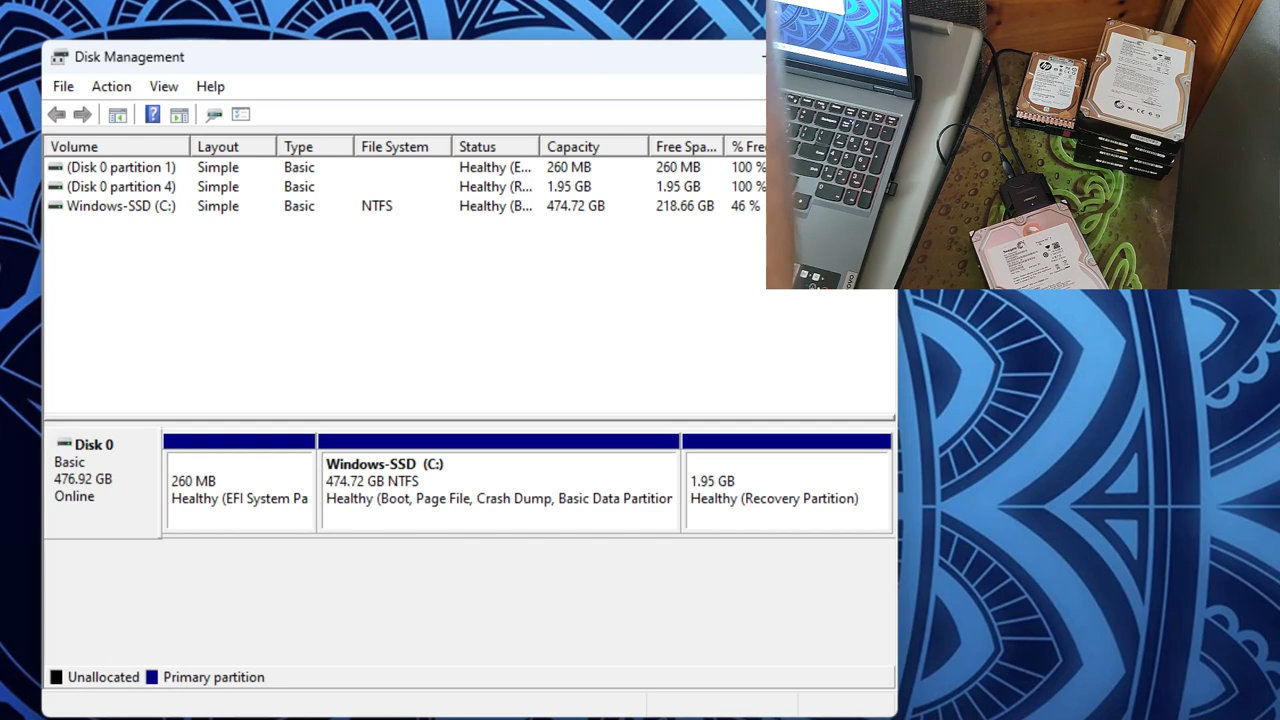 Disk Management
File Action View Help
Volume Layout Type File System Status Capacity Free Spa... % Fre
(Disk 0 partition 1) Simple Basic Healthy (E... 260 MB 260 MB 100 %
(Disk 0 partition 4) Simple Basic Healthy (R... 1.95 GB 1.95 GB 100 %
Windows-SSD (C:) Simple Basic NTFS Healthy (B... 474.72 GB 218.66 GB 46 %
Disk 0
Basic
476.92 GB
Online
260 MB
Healthy (EFI System Pa
Windows-SSD (C:)
474.72 GB NTFS
Healthy (Boot, Page File, Crash Dump, Basic Data Partition
1.95 GB
Healthy (Recovery Partition)
Unallocated Primary partition
hp